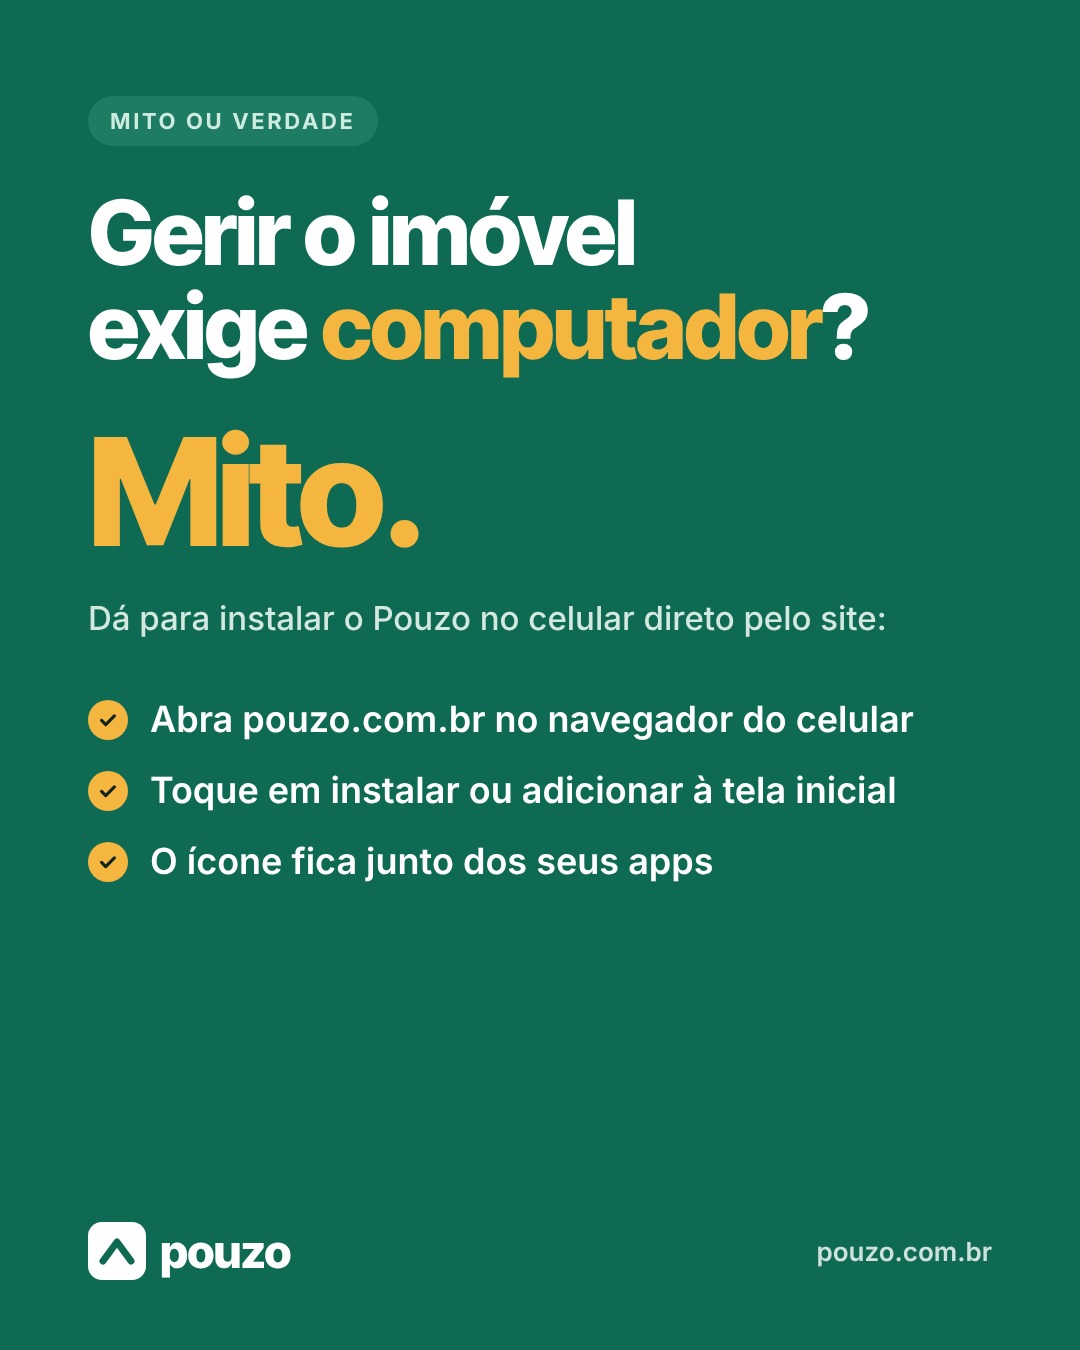 MITO OU VERDADE
Gerir o imóvel
exige computador?
Mito.
Dá para instalar o Pouzo no celular direto pelo site:
Abra pouzo.com.br no navegador do celular
Toque em instalar ou adicionar à tela inicial
O ícone fica junto dos seus apps
pouzo
pouzo.com.br